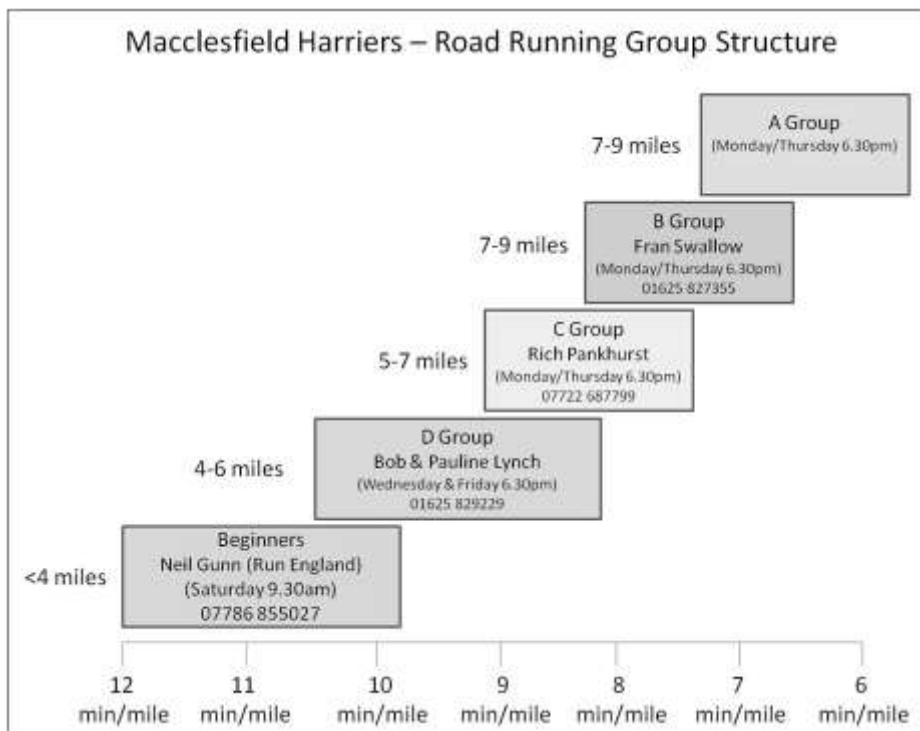 Macclesfield Harriers – Road Running Group Structure
7-9 miles
A Group
(Monday/Thursday 6.30pm)
7-9 miles
B Group
Fran Swallow
(Monday/Thursday 6.30pm)
01625 827355
5-7 miles
C Group
Rich Pankhurst
(Monday/Thursday 6.30pm)
07722 687799
4-6 miles
D Group
Bob & Pauline Lynch
(Wednesday & Friday 6.30pm)
01625 829229
<4 miles
Beginners
Neil Gunn (Run England)
(Saturday 9.30am)
07786 855027
12 11 10 9 8 7 6
min/mile min/mile min/mile min/mile min/mile min/mile min/mile